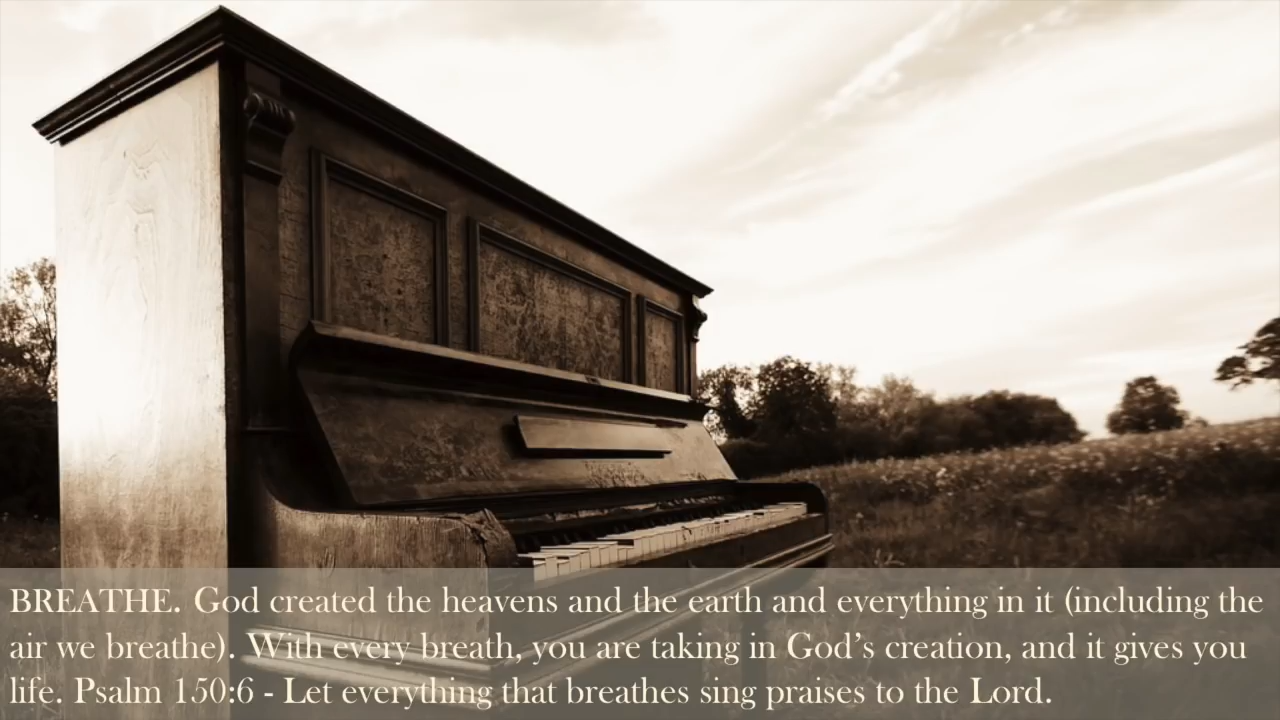 BREATHE. God created the heavens and the earth and everything in it (including the
air we breathe). With every breath, you are taking in God’s creation, and it gives you
life. Psalm 150:6 - Let everything that breathes sing praises to the Lord.